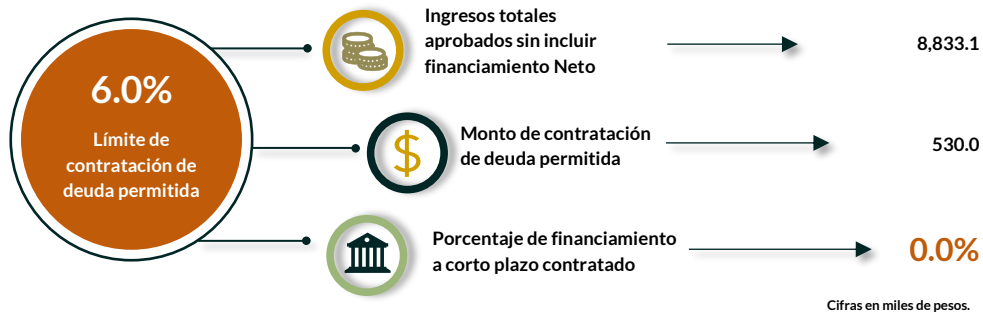 6.0%
Límite de
contratación de
deuda permitida
Ingresos totales
aprobados sin incluir
financiamiento Neto
8,833.1
$
Monto de contratación
de deuda permitida
530.0
Porcentaje de financiamiento
a corto plazo contratado
0.0%
Cifras en miles de pesos.